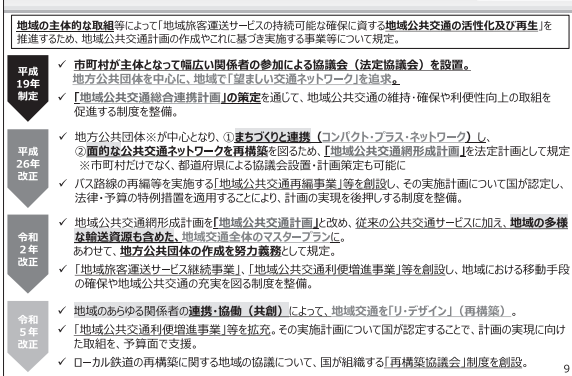 地域の主体的な取組等によって「地域旅客運送サービスの持続可能な確保に資する地域公共交通の活性化及び再生」を
推進するため、地域公共交通計画の作成やこれに基づき実施する事業等について規定。
平成
19年
制定
✓ 市町村が主体となって幅広い関係者の参加による協議会（法定協議会）を設置。
地方公共団体を中心に、地域で「望ましい交通ネットワーク」を追求。
✓ 「地域公共交通総合連携計画」の策定を通じて、地域公共交通の維持・確保や利便性向上の取組を
促進する制度を整備。
平成
26年
改正
✓ 地方公共団体※が中心となり、①まちづくりと連携（コンパクト・プラス・ネットワーク）し、
②面的な公共交通ネットワークを再構築を図るため、「地域公共交通網形成計画」を法定計画として規定
※市町村だけでなく、都道府県による協議会設置・計画策定も可能に
✓ バス路線の再編等を実施する「地域公共交通再編事業」等を創設し、その実施計画について国が認定し、
法律・予算の特例措置を適用することにより、計画の実現を後押しする制度を整備。
令和
2年
改正
✓ 地域公共交通網形成計画を「地域公共交通計画」と改め、従来の公共交通サービスに加え、地域の多様
な輸送資源も含めた、地域交通全体のマスタープランに。
あわせて、地方公共団体の作成を努力義務として規定。
✓ 「地域旅客運送サービス継続事業」、「地域公共交通利便増進事業」等を創設し、地域における移動手段
の確保や地域公共交通の充実を図る制度を整備。
令和
5年
改正
✓ 地域のあらゆる関係者の連携・協働（共創）によって、地域交通を「リ・デザイン」（再構築）。
✓ 「地域公共交通利便増進事業」等を拡充。その実施計画について国が認定することで、計画の実現に向け
た取組を、予算面で支援。
✓ ローカル鉄道の再構築に関する地域の協議について、国が組織する「再構築協議会」制度を創設。
9